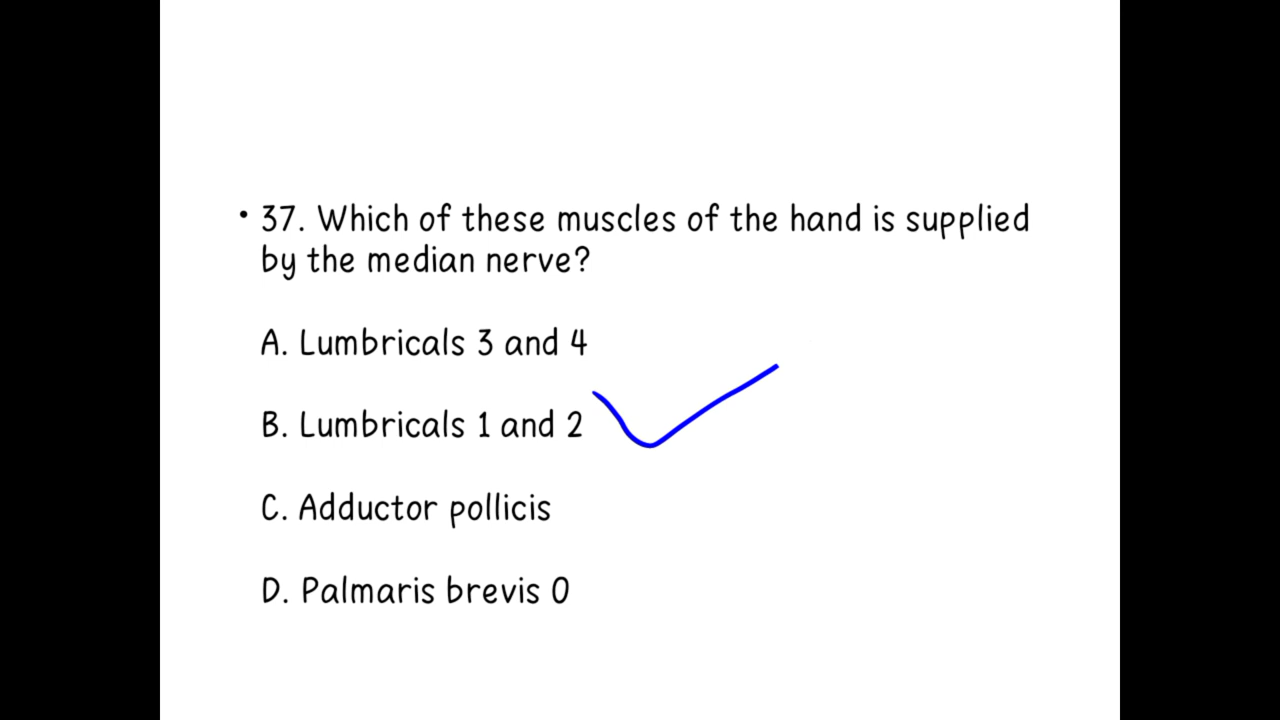 • 37. Which of these muscles of the hand is supplied
by the median nerve?
A. Lumbricals 3 and 4
B. Lumbricals 1 and 2
C. Adductor pollicis
D. Palmaris brevis 0